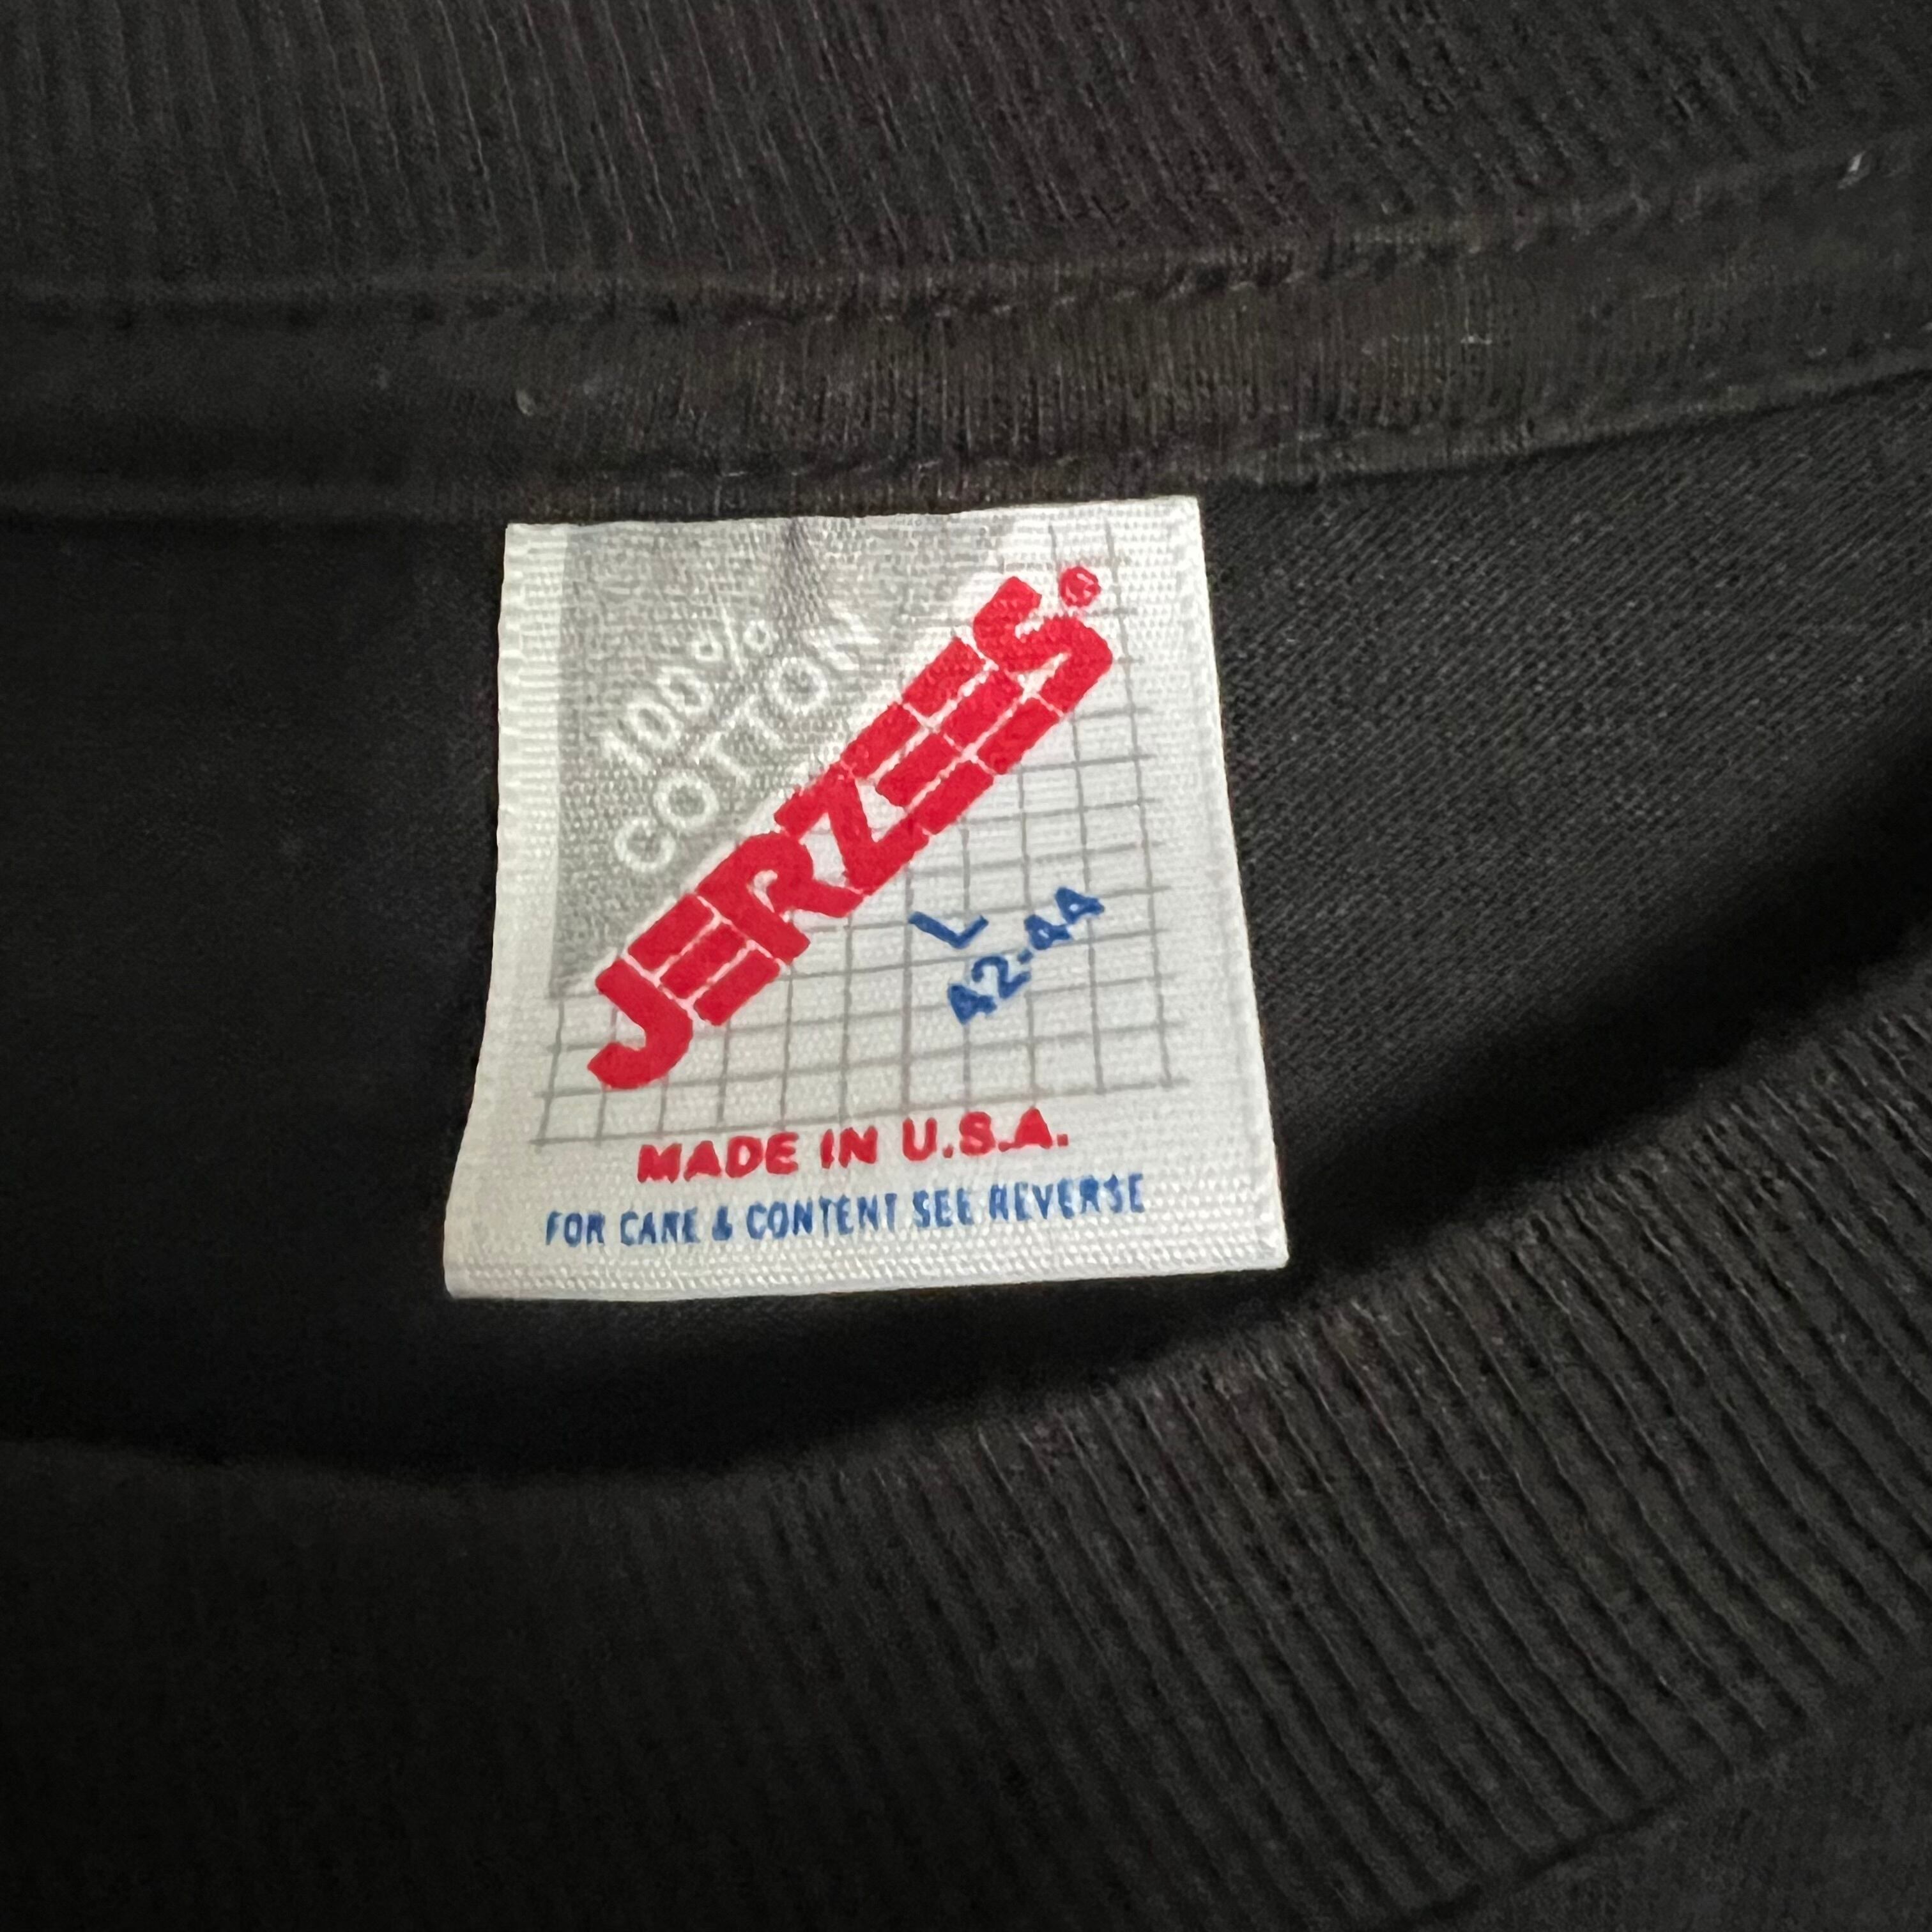 100%
COTTON
JERZEES®
L
42-44
MADE IN U.S.A.
FOR CARE & CONTENT SEE REVERSE